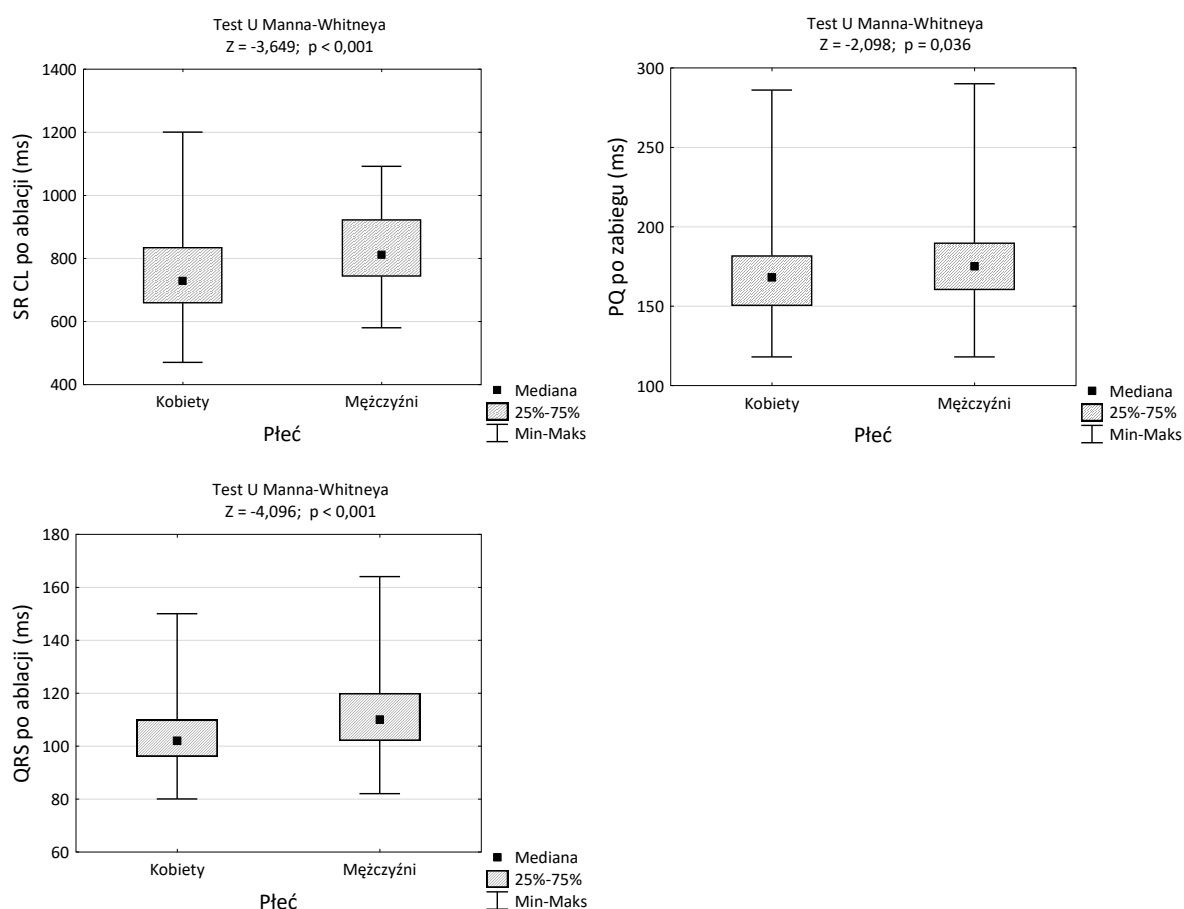 Test U Manna-Whitneya
Z = -3,649; p < 0,001
SR CL po ablacji (ms)
1400
1200
1000
800
600
400
Kobiety
Mężczyźni
Płeć
Mediana
25%-75%
Min-Maks
Test U Manna-Whitneya
Z = -2,098; p = 0,036
PQ po zabiegu (ms)
300
250
200
150
100
Kobiety
Mężczyźni
Płeć
Mediana
25%-75%
Min-Maks
Test U Manna-Whitneya
Z = -4,096; p < 0,001
QRS po ablacji (ms)
180
160
140
120
100
80
60
Kobiety
Mężczyźni
Płeć
Mediana
25%-75%
Min-Maks